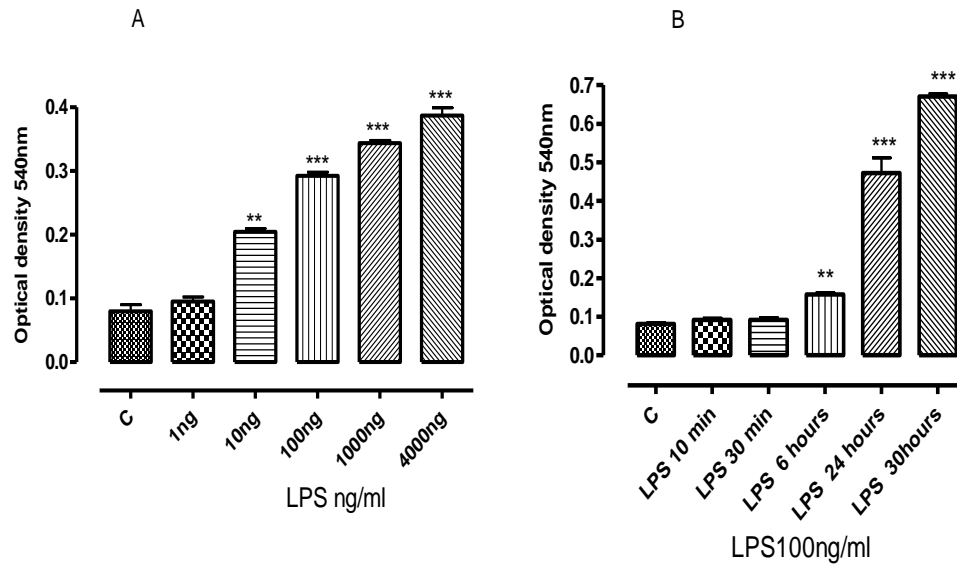 A
Optical density 540nm
0.4
0.3
0.2
0.1
0.0
**
***
***
***
C
1ng
10ng
100ng
1000ng
4000ng
LPS ng/ml
B
Optical density 540nm
0.7
0.6
0.5
0.4
0.3
0.2
0.1
0.0
**
***
***
C
LPS 10 min
LPS 30 min
LPS 6 hours
LPS 24 hours
LPS 30hours
LPS100ng/ml